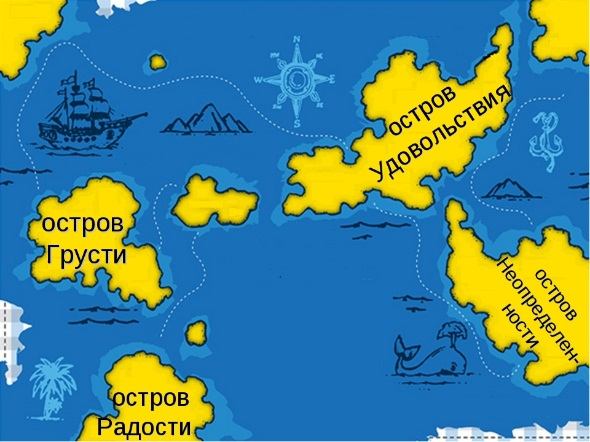 N
W
E
S
остров
Удовольствия
остров
Грусти
остров
Неопределен-
ности
остров
Радости